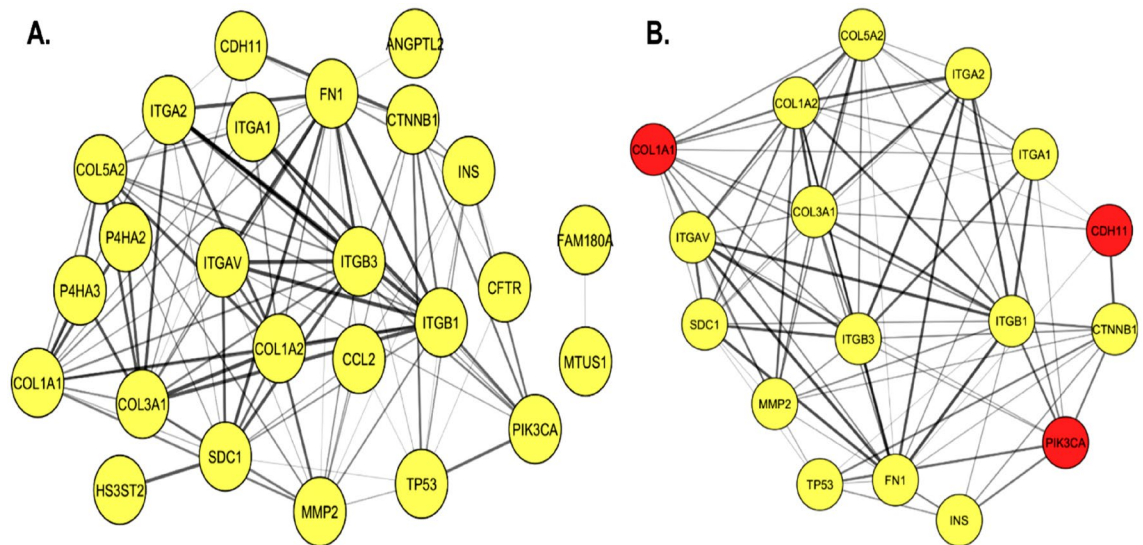 A.
CDH11
ANGPTL2
FN1
ITGA2
ITGA1
CTNNB1
COL5A2
INS
P4HA2
FAM180A
ITGAV
ITGB3
P4HA3
CFTR
ITGB1
COL1A2
CCL2
MTUS1
COL1A1
COL3A1
PIK3CA
SDC1
TP53
HS3ST2
MMP2
B.
COL5A2
ITGA2
COL1A2
COL1A1
ITGA1
COL3A1
CDH11
ITGAV
SDC1
ITGB1
CTNNB1
ITGB3
MMP2
PIK3CA
TP53
FN1
INS